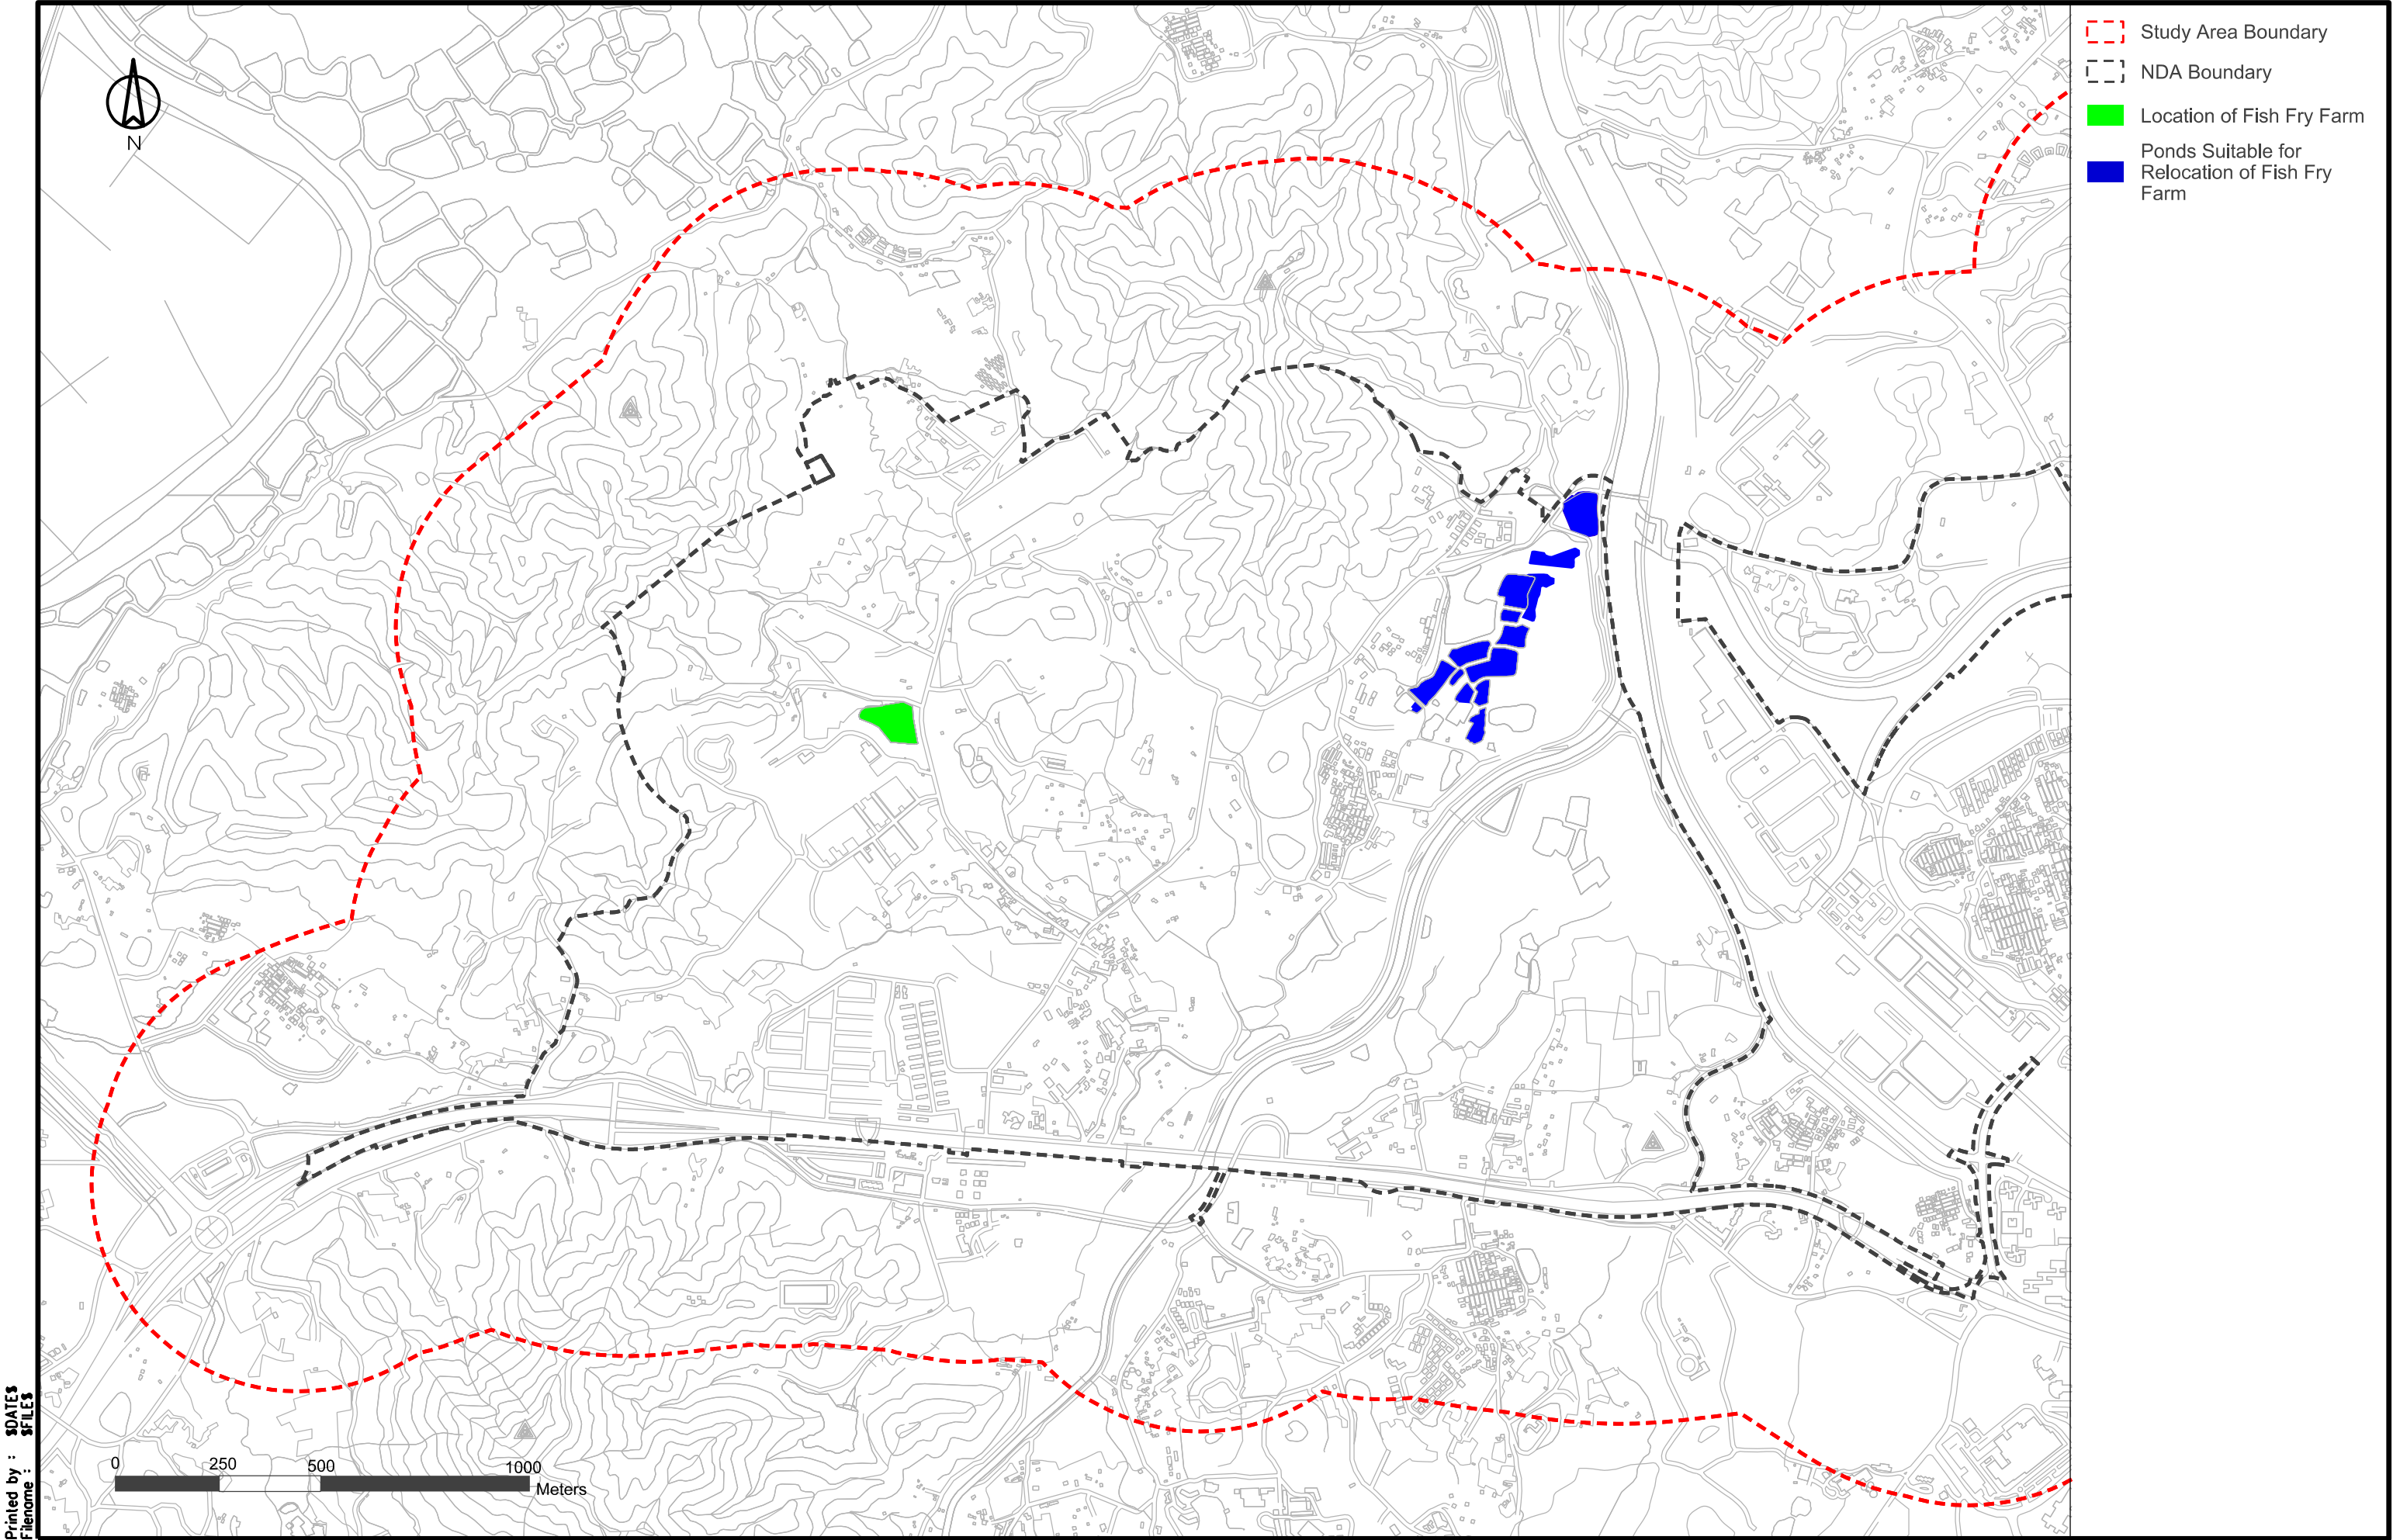 Study Area Boundary
NDA Boundary
Location of Fish Fry Farm
Ponds Suitable for
Relocation of Fish Fry
Farm
N
0 250 500 1000
Meters
Printed by : $DATE$
Filename : $FILE$